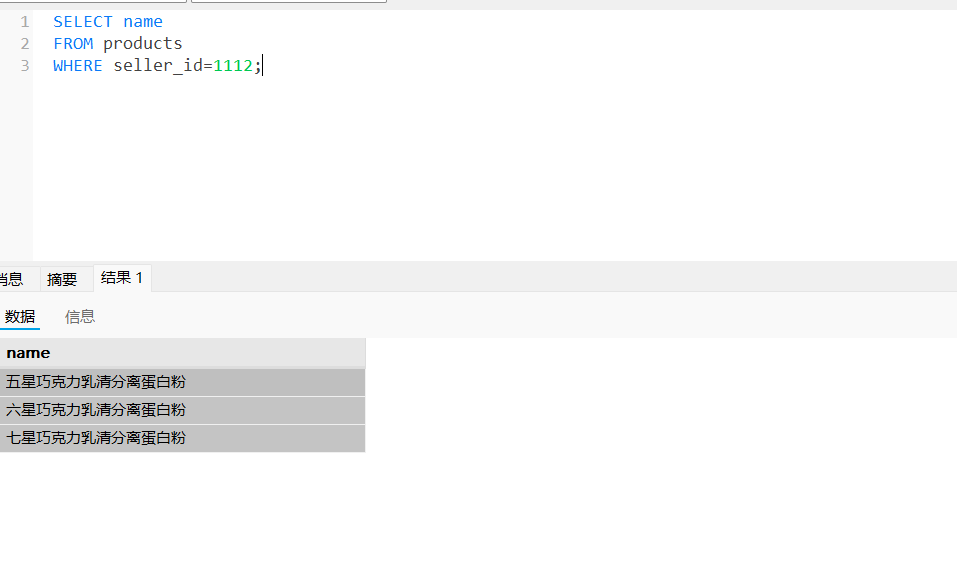 1 SELECT name
2 FROM products
3 WHERE seller_id=1112;
消息 摘要 结果 1
数据 信息
name
五星巧克力乳清分离蛋白粉
六星巧克力乳清分离蛋白粉
七星巧克力乳清分离蛋白粉